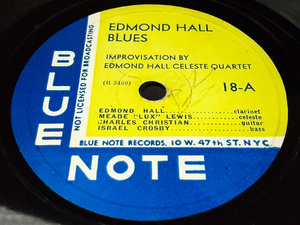 EDMOND HALL
BLUES
IMPROVISATION BY
EDMOND HALL CELESTE QUARTET
18-A
EDMOND HALL...............clarinet
MEADE "LUX" LEWIS.........celeste
CHARLES CHRISTIAN..........guitar
ISRAEL CROSBY................bass
BLUE NOTE RECORDS, 10 W. 47th ST. N.Y.C.
NOT LICENSED FOR BROADCASTING
BLUE
NOTE